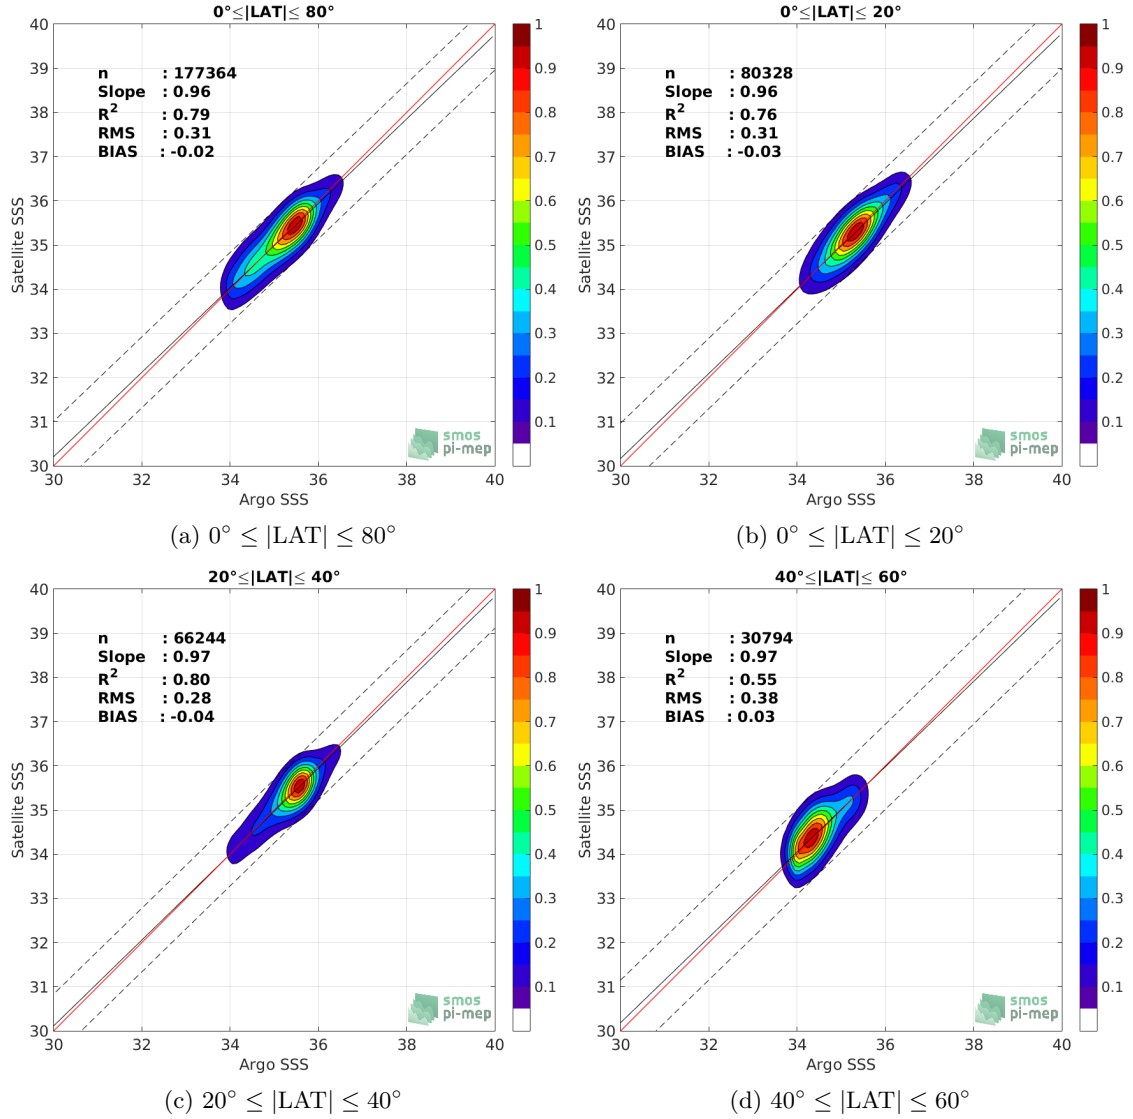 0°≤|LAT|≤ 80°
n : 177364
Slope : 0.96
R² : 0.79
RMS : 0.31
BIAS : -0.02
40
39
38
37
36
35
34
33
32
31
30
Satellite SSS
30 32 34 36 38 40
Argo SSS
1
0.9
0.8
0.7
0.6
0.5
0.4
0.3
0.2
0.1
smos
pi-mep
(a) 0° ≤ |LAT| ≤ 80°
0°≤|LAT|≤ 20°
n : 80328
Slope : 0.96
R² : 0.76
RMS : 0.31
BIAS : -0.03
40
39
38
37
36
35
34
33
32
31
30
Satellite SSS
30 32 34 36 38 40
Argo SSS
1
0.9
0.8
0.7
0.6
0.5
0.4
0.3
0.2
0.1
smos
pi-mep
(b) 0° ≤ |LAT| ≤ 20°
20°≤|LAT|≤ 40°
n : 66244
Slope : 0.97
R² : 0.80
RMS : 0.28
BIAS : -0.04
40
39
38
37
36
35
34
33
32
31
30
Satellite SSS
30 32 34 36 38 40
Argo SSS
1
0.9
0.8
0.7
0.6
0.5
0.4
0.3
0.2
0.1
smos
pi-mep
(c) 20° ≤ |LAT| ≤ 40°
40°≤|LAT|≤ 60°
n : 30794
Slope : 0.97
R² : 0.55
RMS : 0.38
BIAS : 0.03
40
39
38
37
36
35
34
33
32
31
30
Satellite SSS
30 32 34 36 38 40
Argo SSS
1
0.9
0.8
0.7
0.6
0.5
0.4
0.3
0.2
0.1
smos
pi-mep
(d) 40° ≤ |LAT| ≤ 60°